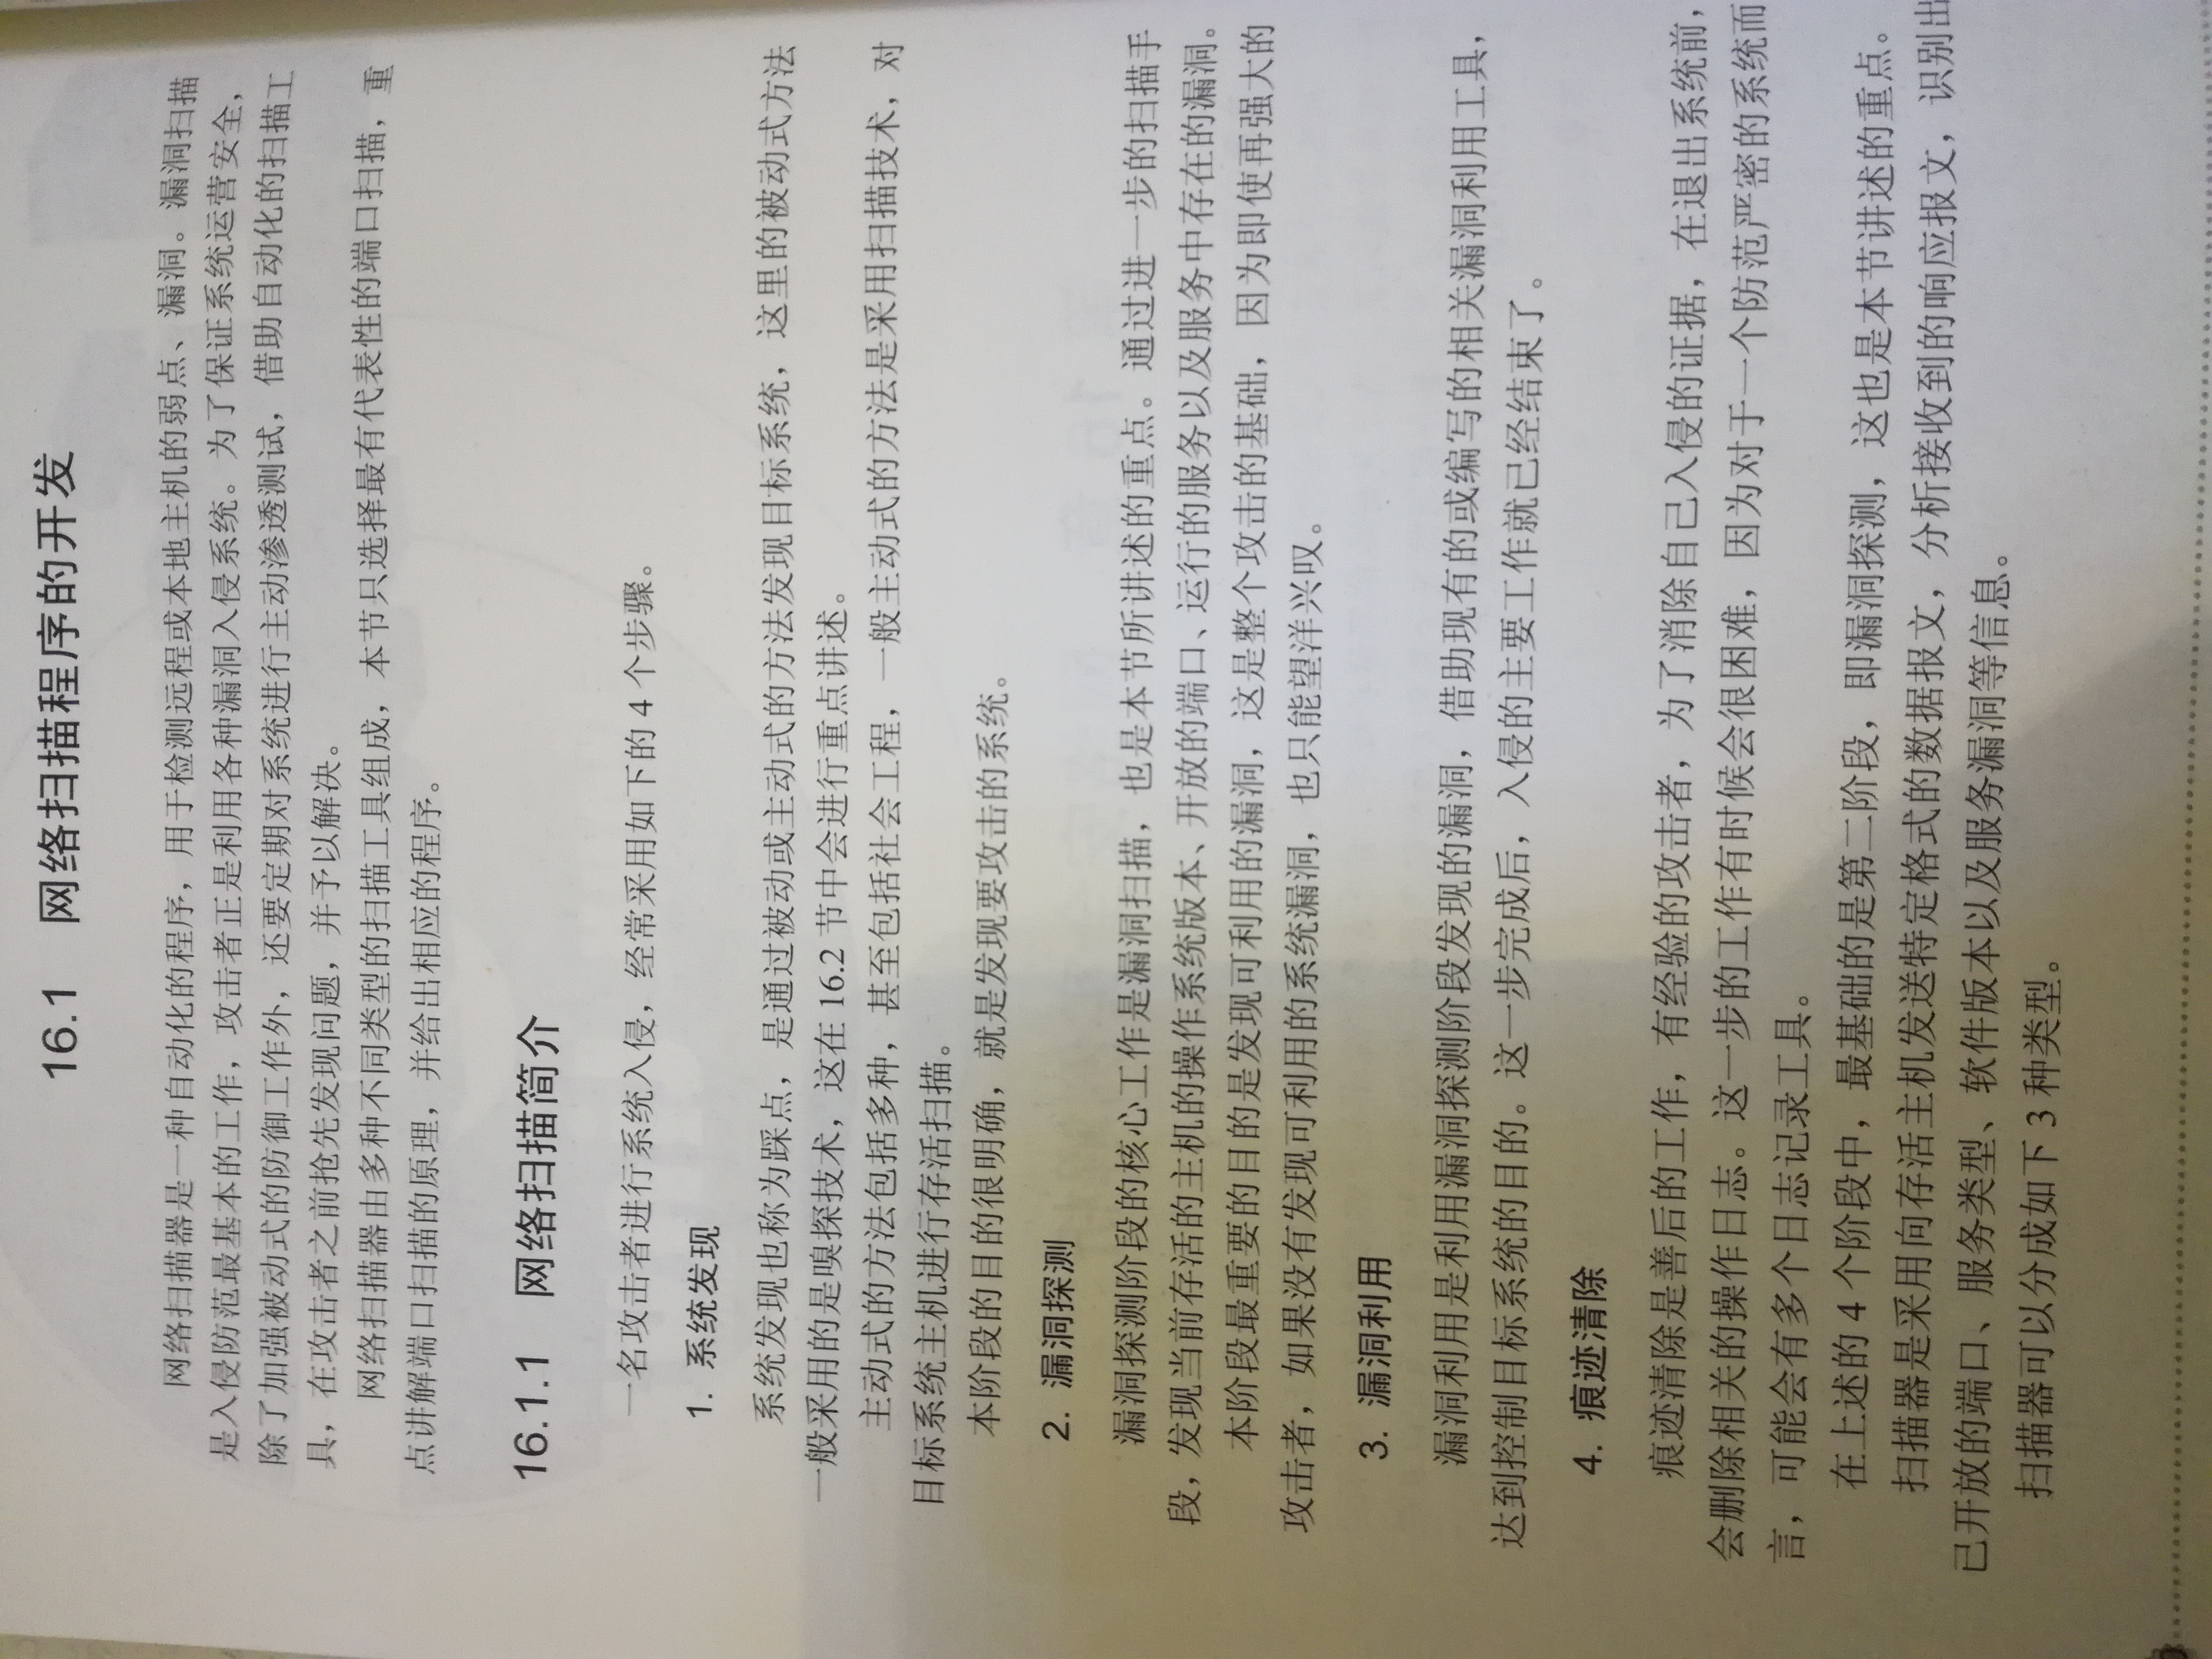 16.1 网络扫描程序的开发
网络扫描器是一种自动化的程序，用于检测远程或本地主机的弱点、漏洞。漏洞扫描
是入侵防范最基本的工作，攻击者正是利用各种漏洞入侵系统。为了保证系统运营安全，
除了加强被动式的防御工作外，还要定期对系统进行主动渗透测试，借助自动化的扫描工
具，在攻击者之前抢先发现问题，并予以解决。
网络扫描器由多种不同类型的扫描工具组成，本节只选择最有代表性的端口扫描，重
点讲解端口扫描的原理，并给出相应的程序。
16.1.1 网络扫描简介
一名攻击者进行系统入侵，经常采用如下的 4 个步骤。
1. 系统发现
系统发现也称为踩点，是通过被动或主动式的方法发现目标系统，这里的被动式方法
一般采用的是嗅探技术，这在 16.2 节中会进行重点讲述。
主动式的方法包括多种，甚至包括社会工程，一般主动式的方法是采用扫描技术，对
目标系统主机进行存活扫描。
本阶段的目的很明确，就是发现要攻击的系统。
2. 漏洞探测
漏洞探测阶段的核心工作是漏洞扫描，也是本节所讲述的重点。通过进一步的扫描手
段，发现当前存活的主机的操作系统版本、开放的端口、运行的服务以及服务中存在的漏洞。
本阶段最重要的目的是发现可利用的漏洞，这是整个攻击的基础，因为即使再强大的
攻击者，如果没有发现可利用的系统漏洞，也只能望洋兴叹。
3. 漏洞利用
漏洞利用是利用漏洞探测阶段发现的漏洞，借助现有的或编写的相关漏洞利用工具，
达到控制目标系统的目的。这一步完成后，入侵的主要工作就已经结束了。
4. 痕迹清除
痕迹清除是善后的工作，有经验的攻击者，为了消除自己入侵的证据，在退出系统前，
会删除相关的操作日志。这一步的工作有时候会很困难，因为对于一个防范严密的系统而
言，可能会有多个日志记录工具。
在上述的 4 个阶段中，最基础的是第二阶段，即漏洞探测，这也是本节讲述的重点。
扫描器是采用向存活主机发送特定格式的数据报文，分析接收到的响应报文，识别出
已开放的端口、服务类型、软件版本以及服务漏洞等信息。
扫描器可以分成如下 3 种类型。